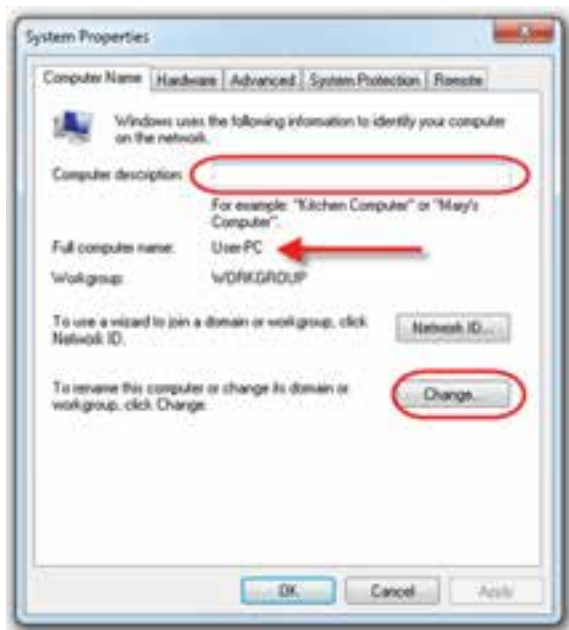 System Properties
Computer Name Hardware Advanced System Protection Remote
Windows uses the following information to identify your computer
on the network.
Computer description:
For example: "Kitchen Computer" or "Mary's
Computer".
Full computer name: User-PC
Workgroup: WORKGROUP
To use a wizard to join a domain or workgroup, click
Network ID.
Network ID...
To rename this computer or change its domain or
workgroup, click Change.
Change...
OK Cancel Apply